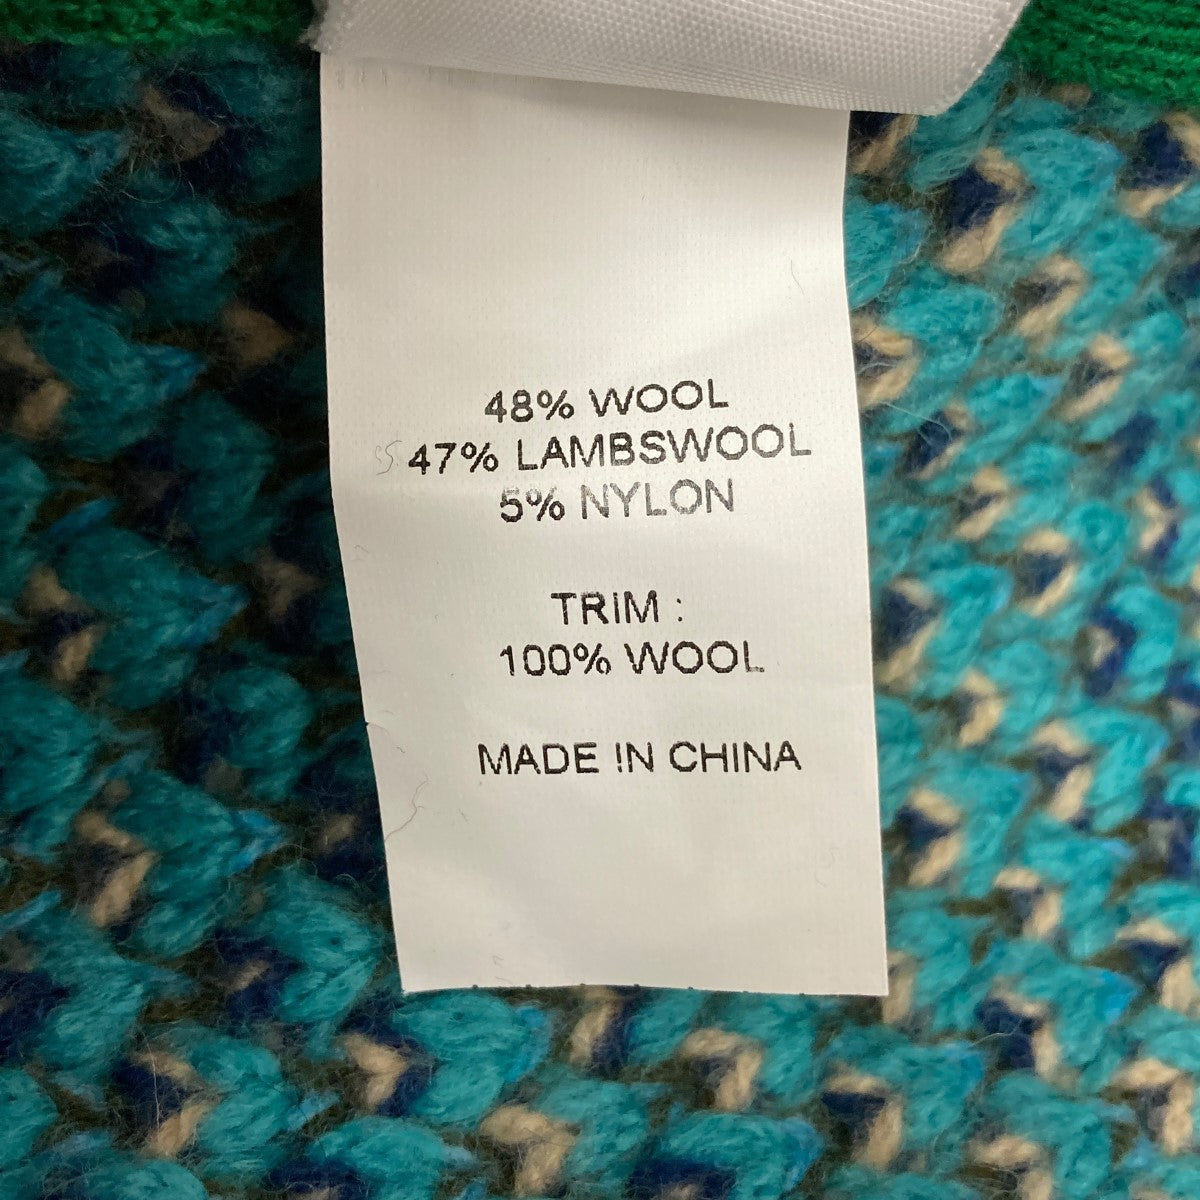 48% WOOL
47% LAMBSWOOL
5% NYLON
TRIM :
100% WOOL
MADE IN CHINA